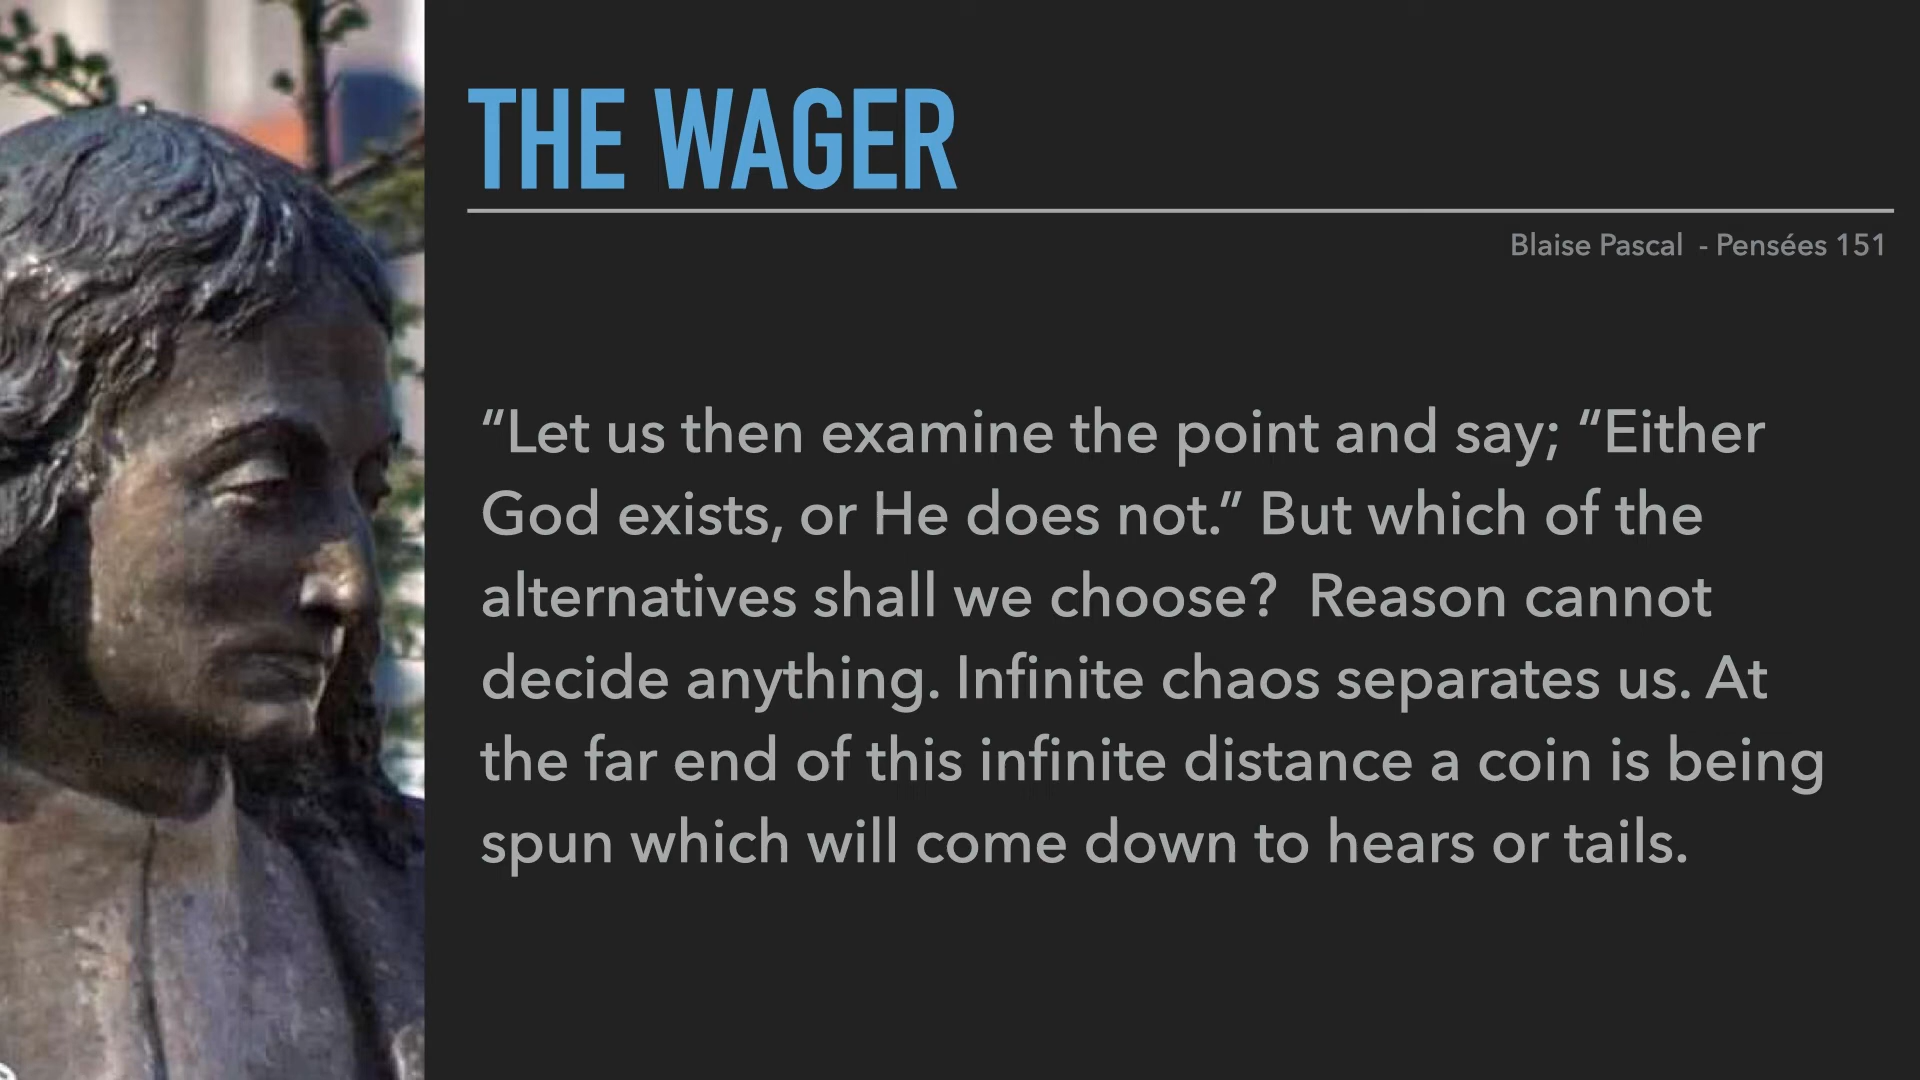 THE WAGER
Blaise Pascal - Pensées 151
“Let us then examine the point and say; “Either
God exists, or He does not.” But which of the
alternatives shall we choose? Reason cannot
decide anything. Infinite chaos separates us. At
the far end of this infinite distance a coin is being
spun which will come down to hears or tails.